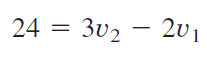 24 = 3v₂ − 2v₁